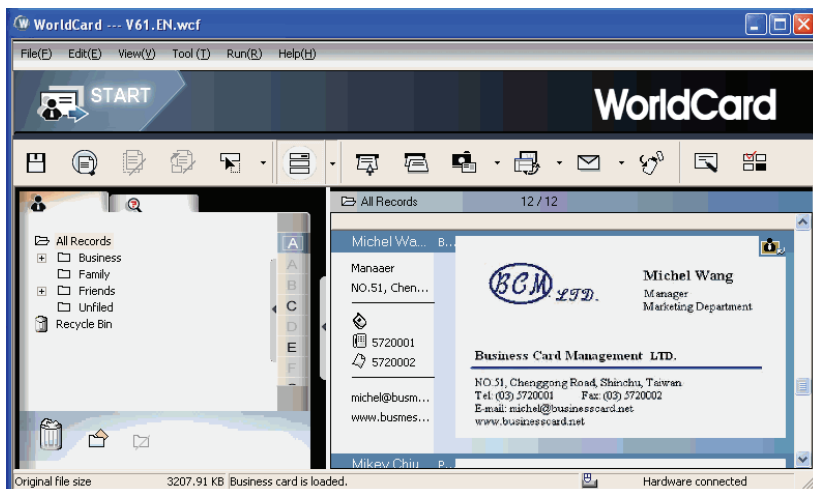 WorldCard --- V61.EN.wcf
File(F) Edit(E) View(V) Tool (T) Run(R) Help(H)
START
WorldCard
All Records 12 / 12
All Records
Business
Family
Friends
Unfiled
Recycle Bin
A
A
B
C
D
E
F
Michel Wa... B...
Manaaer
NO.51, Chen...
5720001
5720002
michel@busm...
www.busmes...
BCM LTD.
Michel Wang
Manager
Marketing Department
Business Card Management LTD.
NO.51, Chenggong Road, Shinchu, Taiwan
Tel: (03) 5720001 Fax: (03) 5720002
E-mail: michel@businesscard.net
www.businesscard.net
Mikey Chiu P...
Original file size 3207.91 KB Business card is loaded. Hardware connected